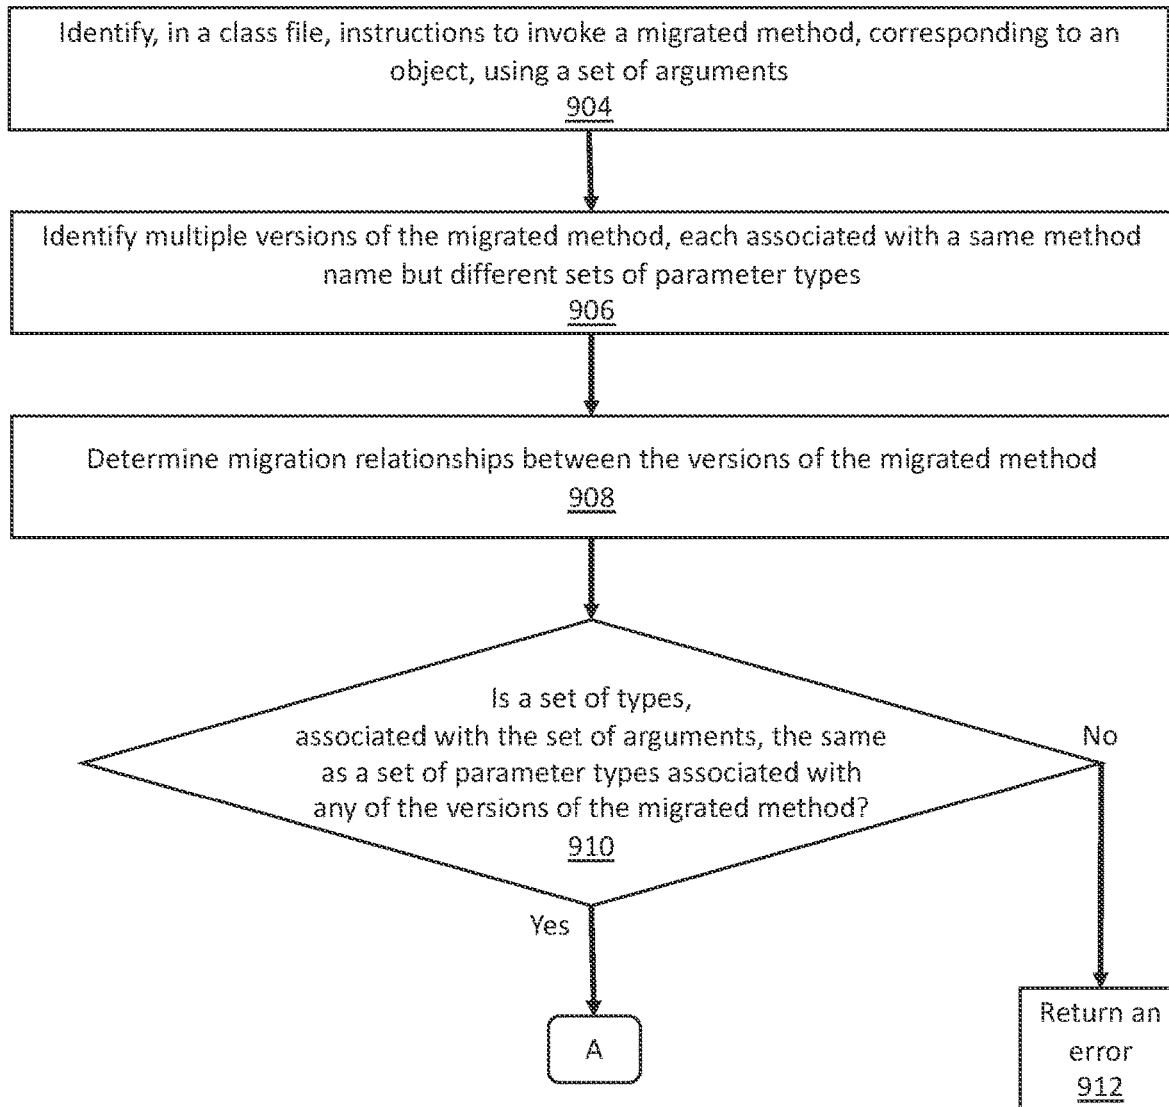 Identify, in a class file, instructions to invoke a migrated method, corresponding to an
object, using a set of arguments
904
Identify multiple versions of the migrated method, each associated with a same method
name but different sets of parameter types
906
Determine migration relationships between the versions of the migrated method
908
Is a set of types,
associated with the set of arguments, the same
as a set of parameter types associated with
any of the versions of the migrated method?
910
No
Yes
A
Return an
error
912